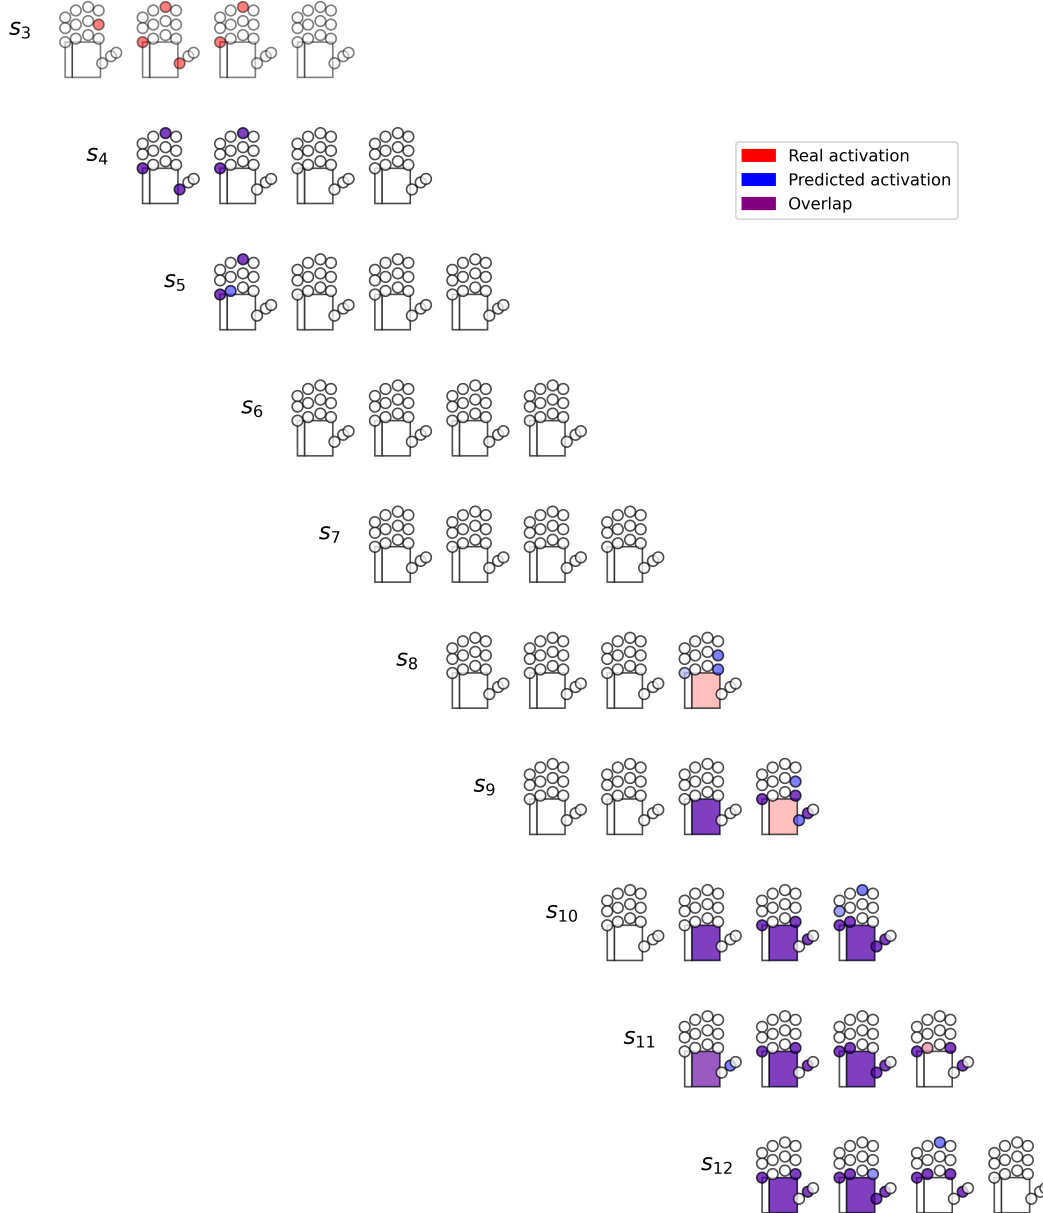 s3
s4
Real activation
Predicted activation
Overlap
s5
s6
s7
s8
s9
s10
s11
s12